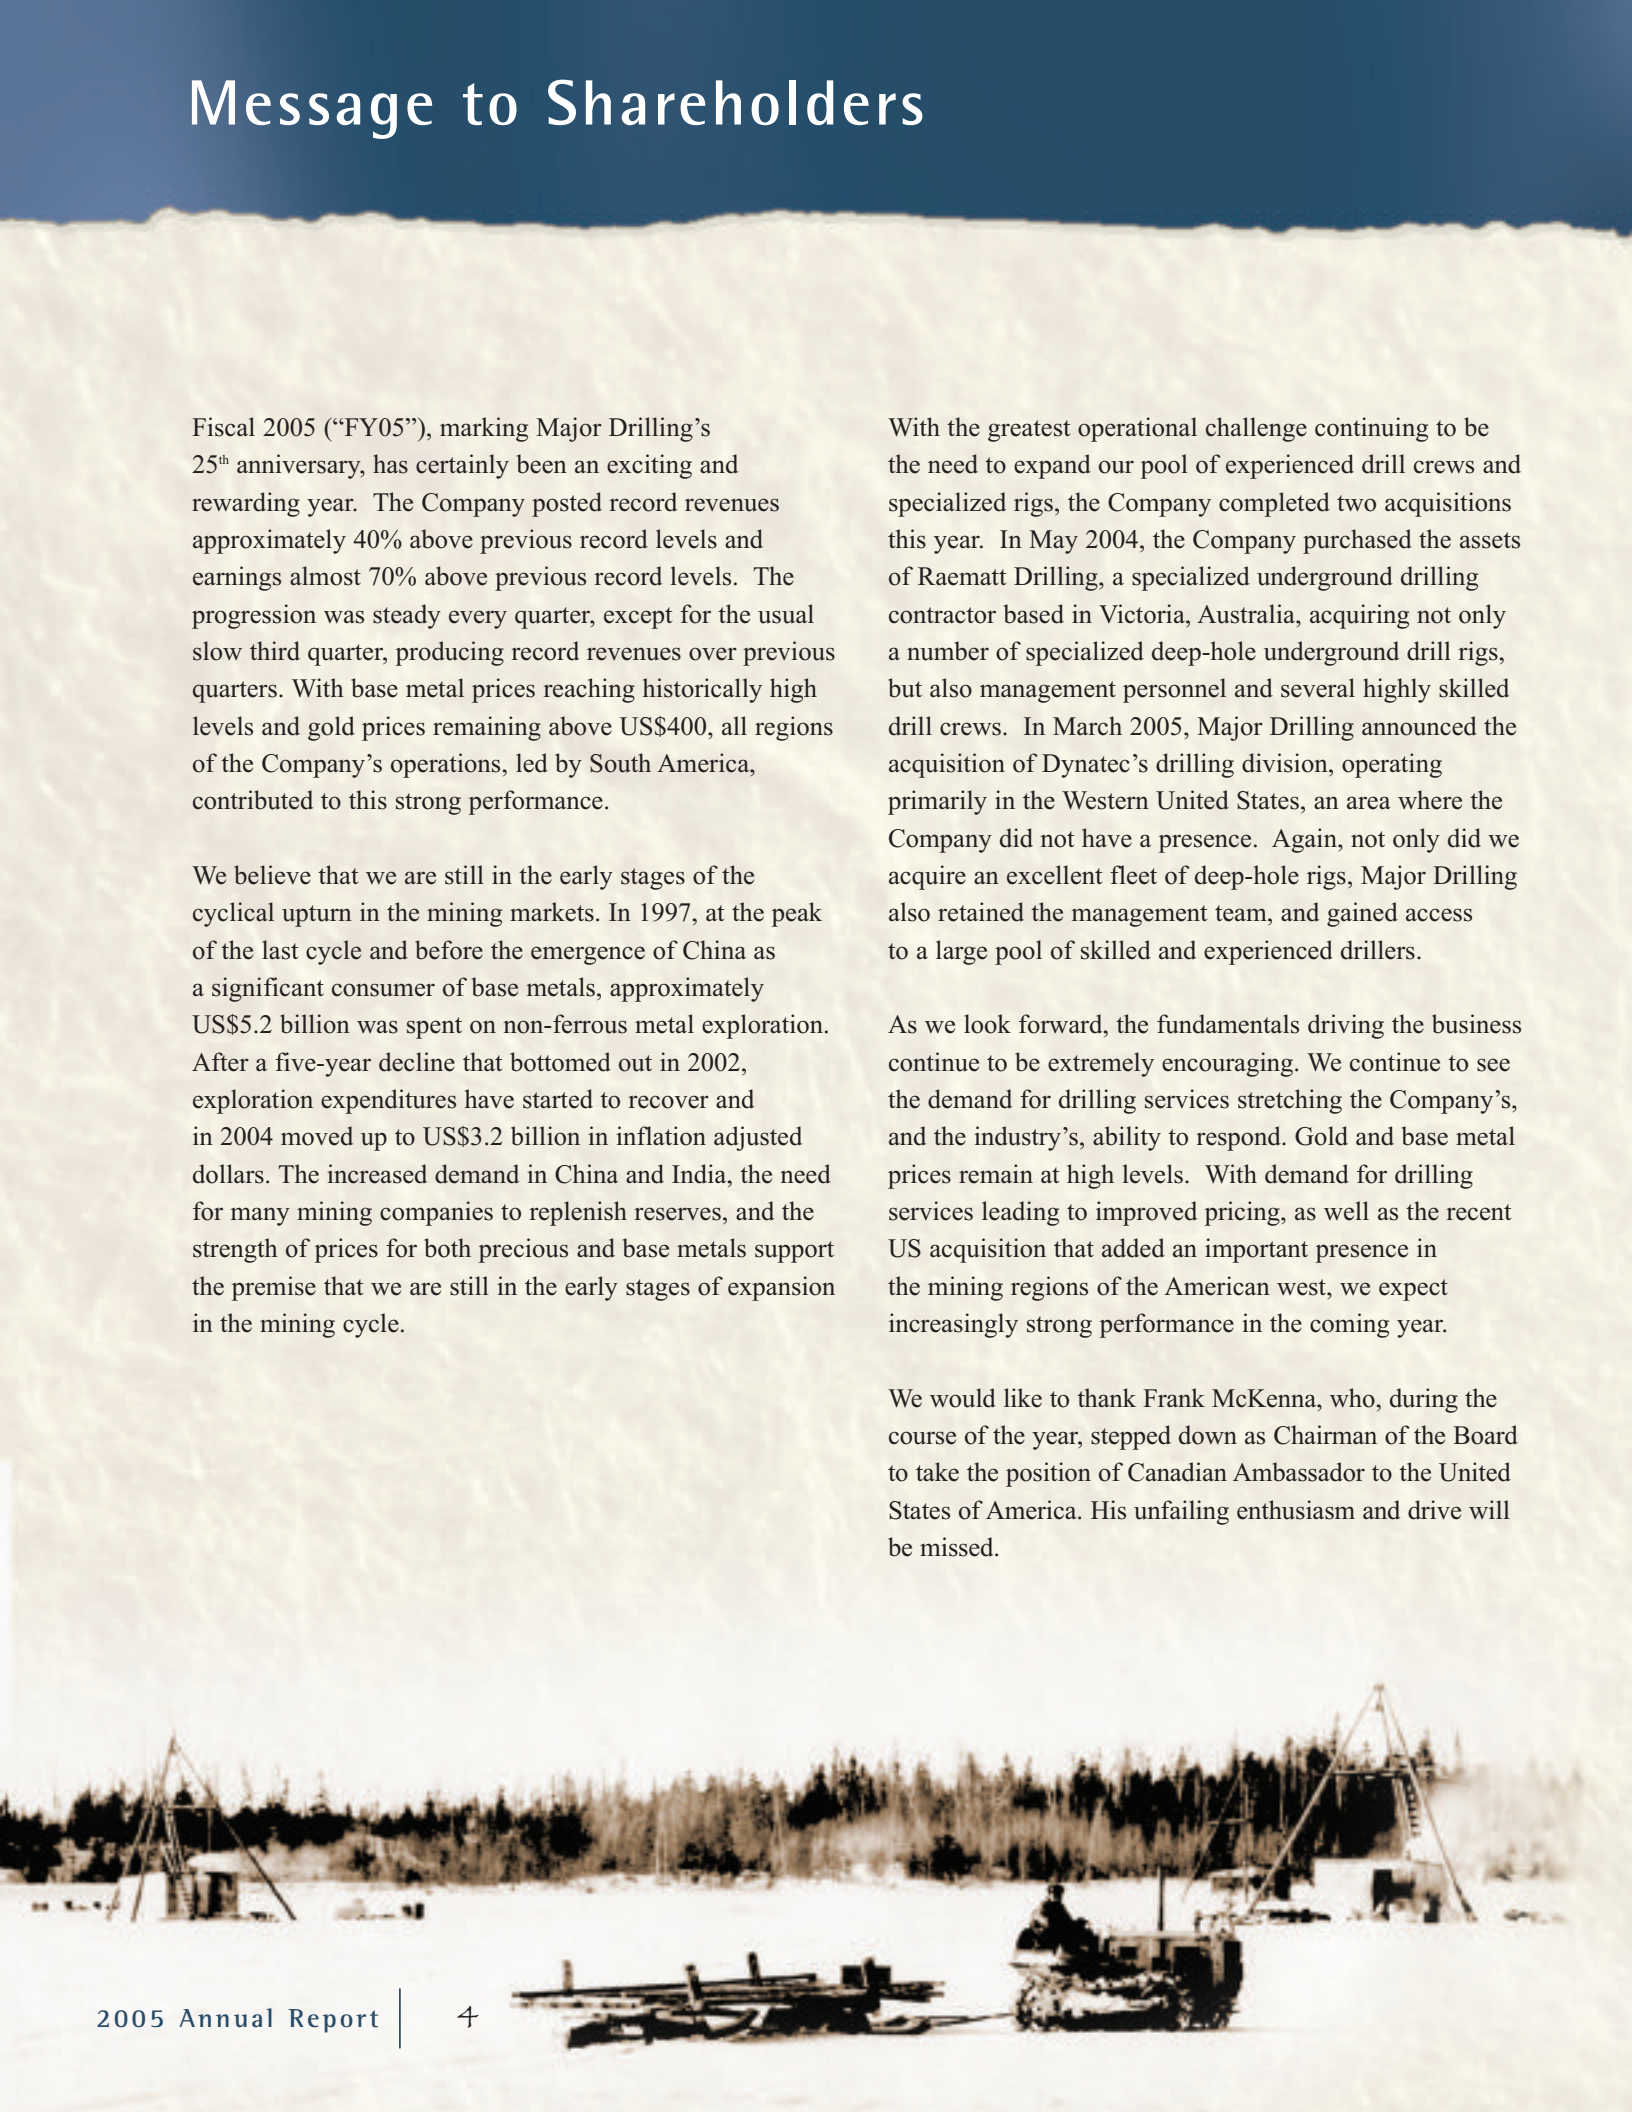 Message to Shareholders
Fiscal 2005 (“FY05”), marking Major Drilling’s
25th anniversary, has certainly been an exciting and
rewarding year. The Company posted record revenues
approximately 40% above previous record levels and
earnings almost 70% above previous record levels. The
progression was steady every quarter, except for the usual
slow third quarter, producing record revenues over previous
quarters. With base metal prices reaching historically high
levels and gold prices remaining above US$400, all regions
of the Company’s operations, led by South America,
contributed to this strong performance.
We believe that we are still in the early stages of the
cyclical upturn in the mining markets. In 1997, at the peak
of the last cycle and before the emergence of China as
a significant consumer of base metals, approximately
US$5.2 billion was spent on non-ferrous metal exploration.
After a five-year decline that bottomed out in 2002,
exploration expenditures have started to recover and
in 2004 moved up to US$3.2 billion in inflation adjusted
dollars. The increased demand in China and India, the need
for many mining companies to replenish reserves, and the
strength of prices for both precious and base metals support
the premise that we are still in the early stages of expansion
in the mining cycle.
With the greatest operational challenge continuing to be
the need to expand our pool of experienced drill crews and
specialized rigs, the Company completed two acquisitions
this year. In May 2004, the Company purchased the assets
of Raematt Drilling, a specialized underground drilling
contractor based in Victoria, Australia, acquiring not only
a number of specialized deep-hole underground drill rigs,
but also management personnel and several highly skilled
drill crews. In March 2005, Major Drilling announced the
acquisition of Dynatec’s drilling division, operating
primarily in the Western United States, an area where the
Company did not have a presence. Again, not only did we
acquire an excellent fleet of deep-hole rigs, Major Drilling
also retained the management team, and gained access
to a large pool of skilled and experienced drillers.
As we look forward, the fundamentals driving the business
continue to be extremely encouraging. We continue to see
the demand for drilling services stretching the Company’s,
and the industry’s, ability to respond. Gold and base metal
prices remain at high levels. With demand for drilling
services leading to improved pricing, as well as the recent
US acquisition that added an important presence in
the mining regions of the American west, we expect
increasingly strong performance in the coming year.
We would like to thank Frank McKenna, who, during the
course of the year, stepped down as Chairman of the Board
to take the position of Canadian Ambassador to the United
States of America. His unfailing enthusiasm and drive will
be missed.
2005 Annual Report 4